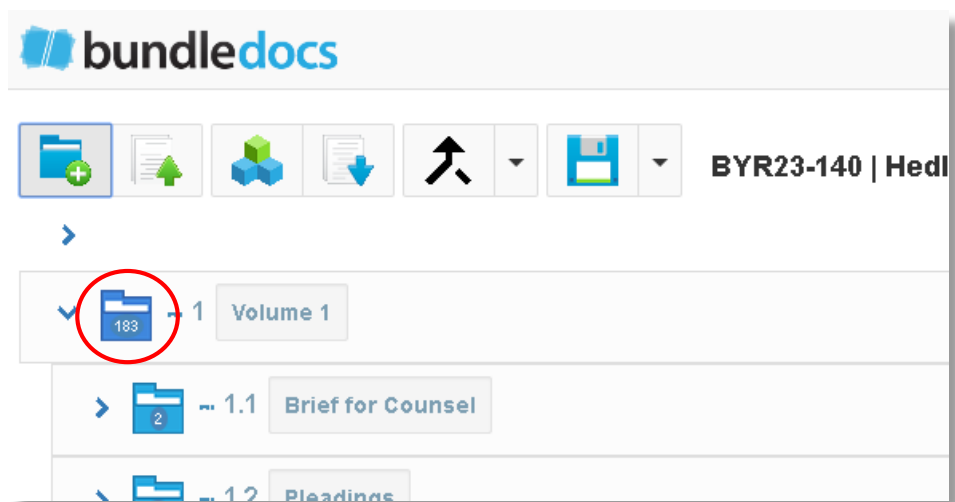 bundledocs
BYR23-140 | Hedl
183 1 Volume 1
2 1.1 Brief for Counsel
1.2 Pleadings